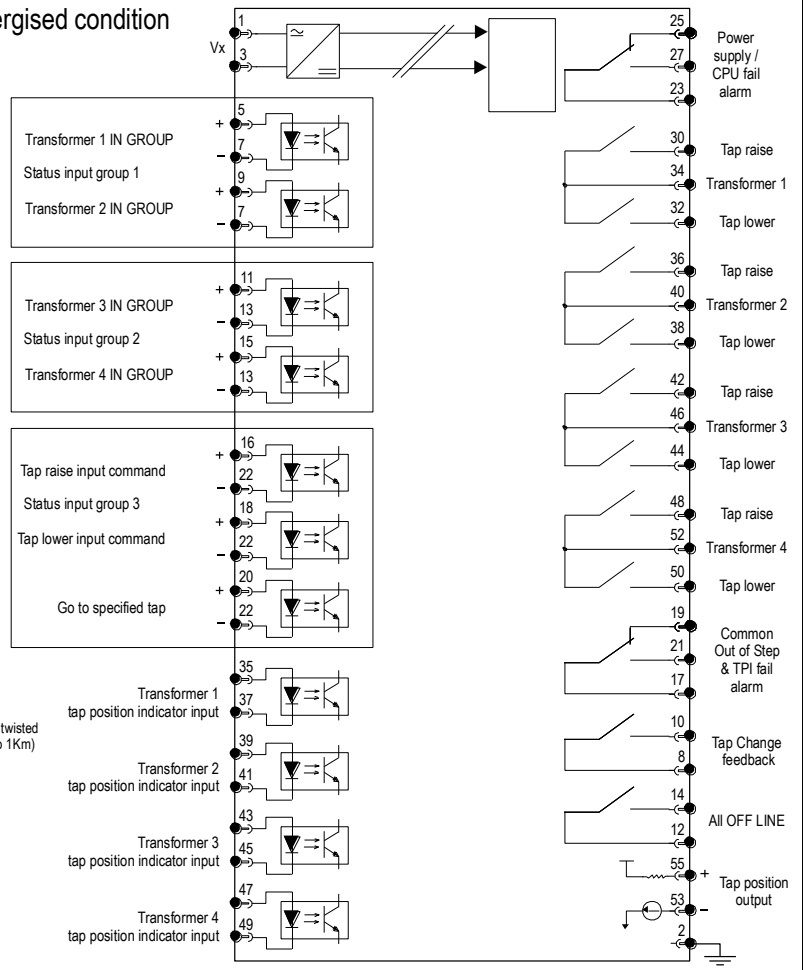 ergised condition
Vx
1
3
+ 5
Transformer 1 IN GROUP
− 7
Status input group 1
+ 9
Transformer 2 IN GROUP
− 7
+ 11
Transformer 3 IN GROUP
− 13
Status input group 2
+ 15
Transformer 4 IN GROUP
− 13
+ 16
Tap raise input command
− 22
Status input group 3
+ 18
Tap lower input command
− 22
+ 20
Go to specified tap
− 22
35
Transformer 1
tap position indicator input
37
twisted
o 1Km)
39
Transformer 2
tap position indicator input
41
43
Transformer 3
tap position indicator input
45
47
Transformer 4
tap position indicator input
49
25
27
23
Power
supply /
CPU fail
alarm
30 Tap raise
34 Transformer 1
32 Tap lower
36 Tap raise
40 Transformer 2
38 Tap lower
42 Tap raise
46 Transformer 3
44 Tap lower
48 Tap raise
52 Transformer 4
50 Tap lower
19
21
17
Common
Out of Step
& TPI fail
alarm
10
8
Tap Change
feedback
14
12
All OFF LINE
55 +
53 −
Tap position
output
2